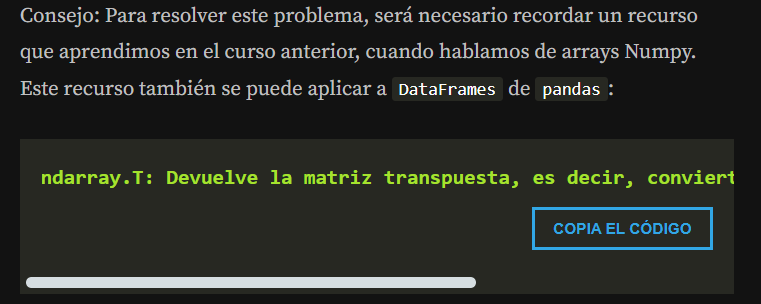 Consejo: Para resolver este problema, será necesario recordar un recurso
que aprendimos en el curso anterior, cuando hablamos de arrays Numpy.
Este recurso también se puede aplicar a DataFrames de pandas:
ndarray.T: Devuelve la matriz transpuesta, es decir, conviert
COPIA EL CÓDIGO